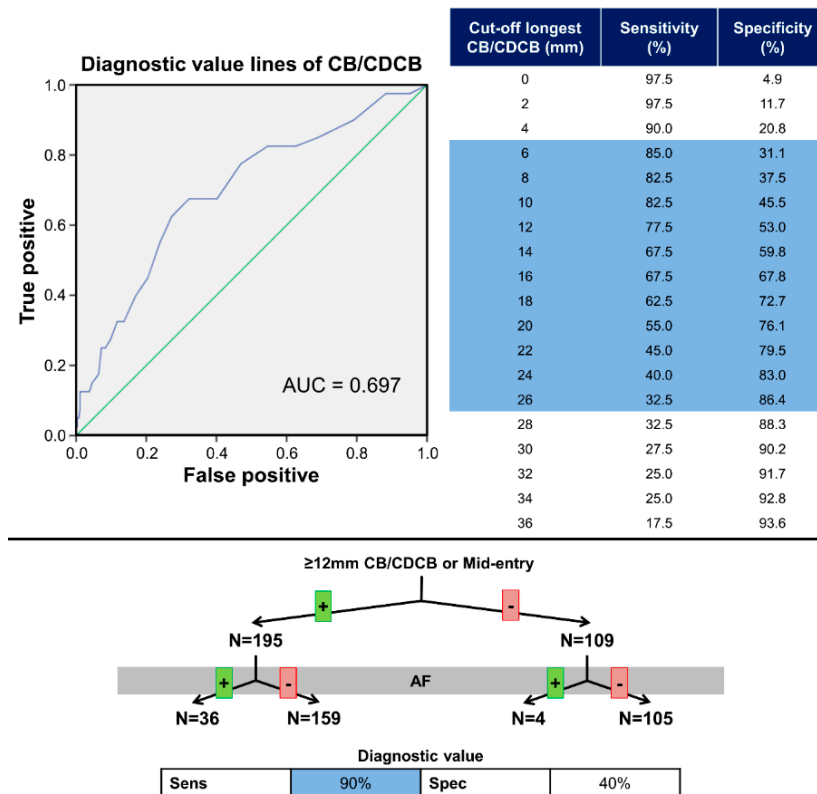 Diagnostic value lines of CB/CDCB
1.0
0.8
0.6
0.4
0.2
0.0
0.0 0.2 0.4 0.6 0.8 1.0
True positive
False positive
AUC = 0.697
Cut-off longest CB/CDCB (mm) Sensitivity (%) Specificity (%)
0 97.5 4.9
2 97.5 11.7
4 90.0 20.8
6 85.0 31.1
8 82.5 37.5
10 82.5 45.5
12 77.5 53.0
14 67.5 59.8
16 67.5 67.8
18 62.5 72.7
20 55.0 76.1
22 45.0 79.5
24 40.0 83.0
26 32.5 86.4
28 32.5 88.3
30 27.5 90.2
32 25.0 91.7
34 25.0 92.8
36 17.5 93.6
≥12mm CB/CDCB or Mid-entry
+ -
N=195 N=109
+ - AF + -
N=36 N=159 N=4 N=105
Diagnostic value
Sens 90% Spec 40%